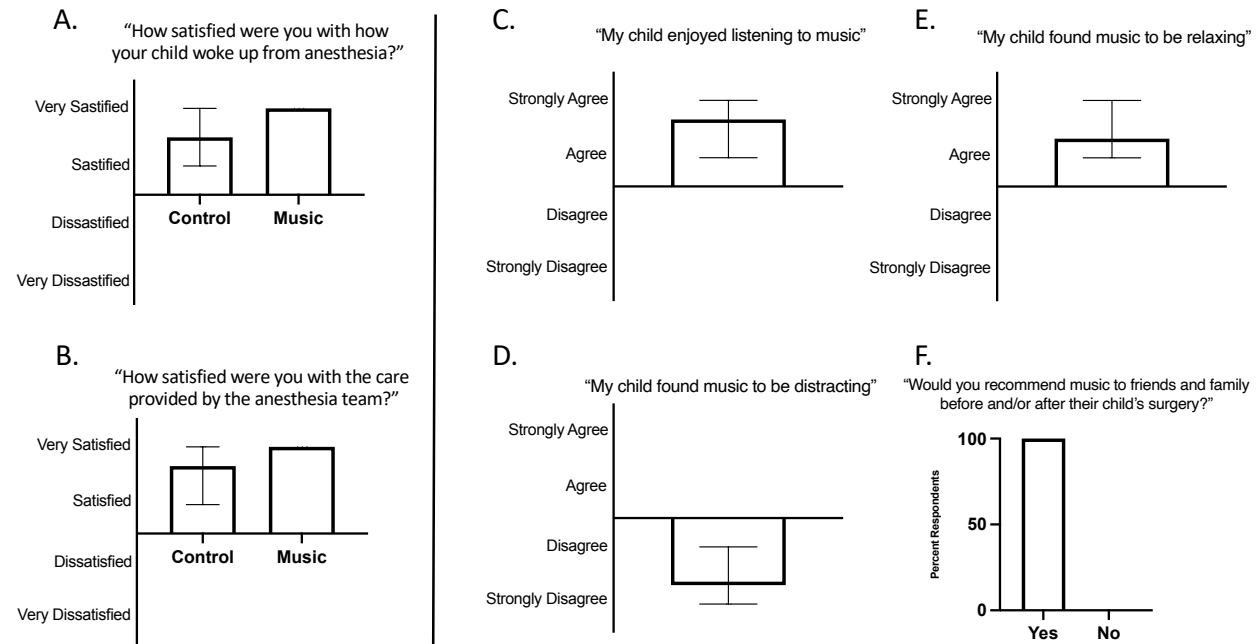 A.
“How satisfied were you with how
your child woke up from anesthesia?”
Very Sastified
Sastified
Dissastified
Very Dissastified
Control Music
B.
“How satisfied were you with the care
provided by the anesthesia team?”
Very Satisfied
Satisfied
Dissatisfied
Very Dissatisfied
Control Music
C.
“My child enjoyed listening to music”
Strongly Agree
Agree
Disagree
Strongly Disagree
D.
“My child found music to be distracting”
Strongly Agree
Agree
Disagree
Strongly Disagree
E.
“My child found music to be relaxing”
Strongly Agree
Agree
Disagree
Strongly Disagree
F.
“Would you recommend music to friends and family
before and/or after their child’s surgery?”
Percent Respondents
100
50
0
Yes No